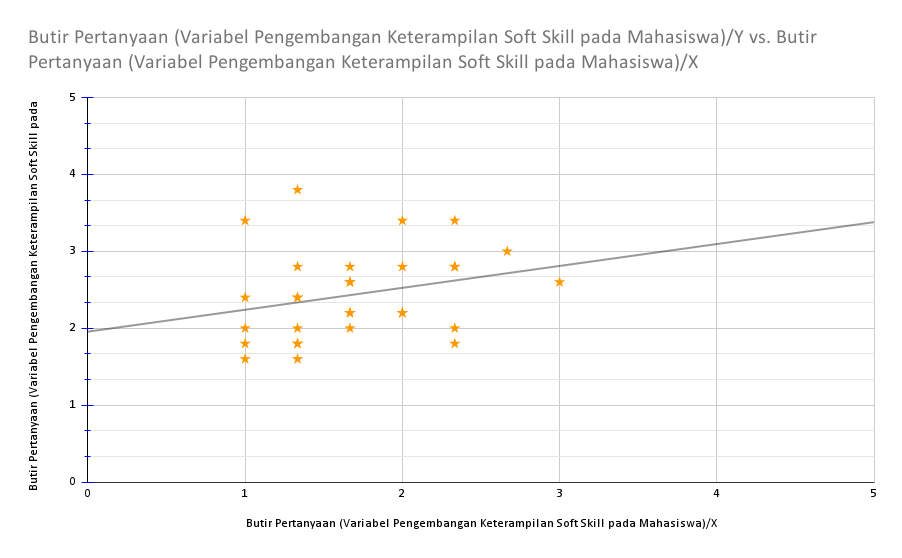 Butir Pertanyaan (Variabel Pengembangan Keterampilan Soft Skill pada Mahasiswa)/Y vs. Butir
Pertanyaan (Variabel Pengembangan Keterampilan Soft Skill pada Mahasiswa)/X
Butir Pertanyaan (Variabel Pengembangan Keterampilan Soft Skill pada
5
4
3
2
1
0
0 1 2 3 4 5
Butir Pertanyaan (Variabel Pengembangan Keterampilan Soft Skill pada Mahasiswa)/X